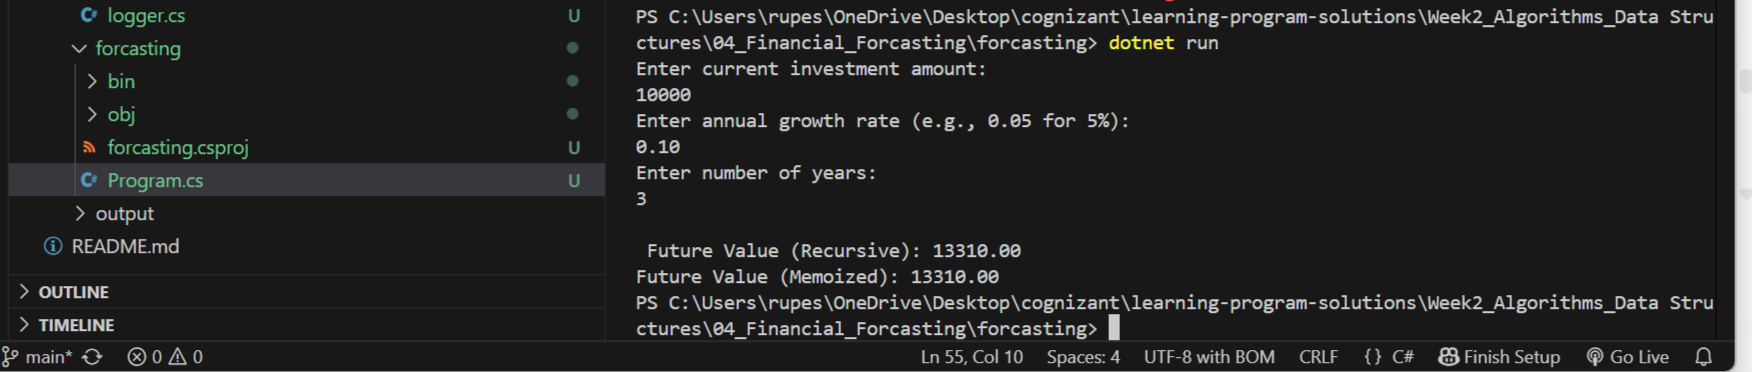 logger.cs U
forcasting
bin
obj
forcasting.csproj U
Program.cs U
output
README.md
OUTLINE
TIMELINE
PS C:\Users\rupes\OneDrive\Desktop\cognizant\learning-program-solutions\Week2_Algorithms_Data Stru
ctures\04_Financial_Forcasting\forcasting> dotnet run
Enter current investment amount:
10000
Enter annual growth rate (e.g., 0.05 for 5%):
0.10
Enter number of years:
3
Future Value (Recursive): 13310.00
Future Value (Memoized): 13310.00
PS C:\Users\rupes\OneDrive\Desktop\cognizant\learning-program-solutions\Week2_Algorithms_Data Stru
ctures\04_Financial_Forcasting\forcasting>
main* 0 0 Ln 55, Col 10 Spaces: 4 UTF-8 with BOM CRLF {} C# Finish Setup Go Live